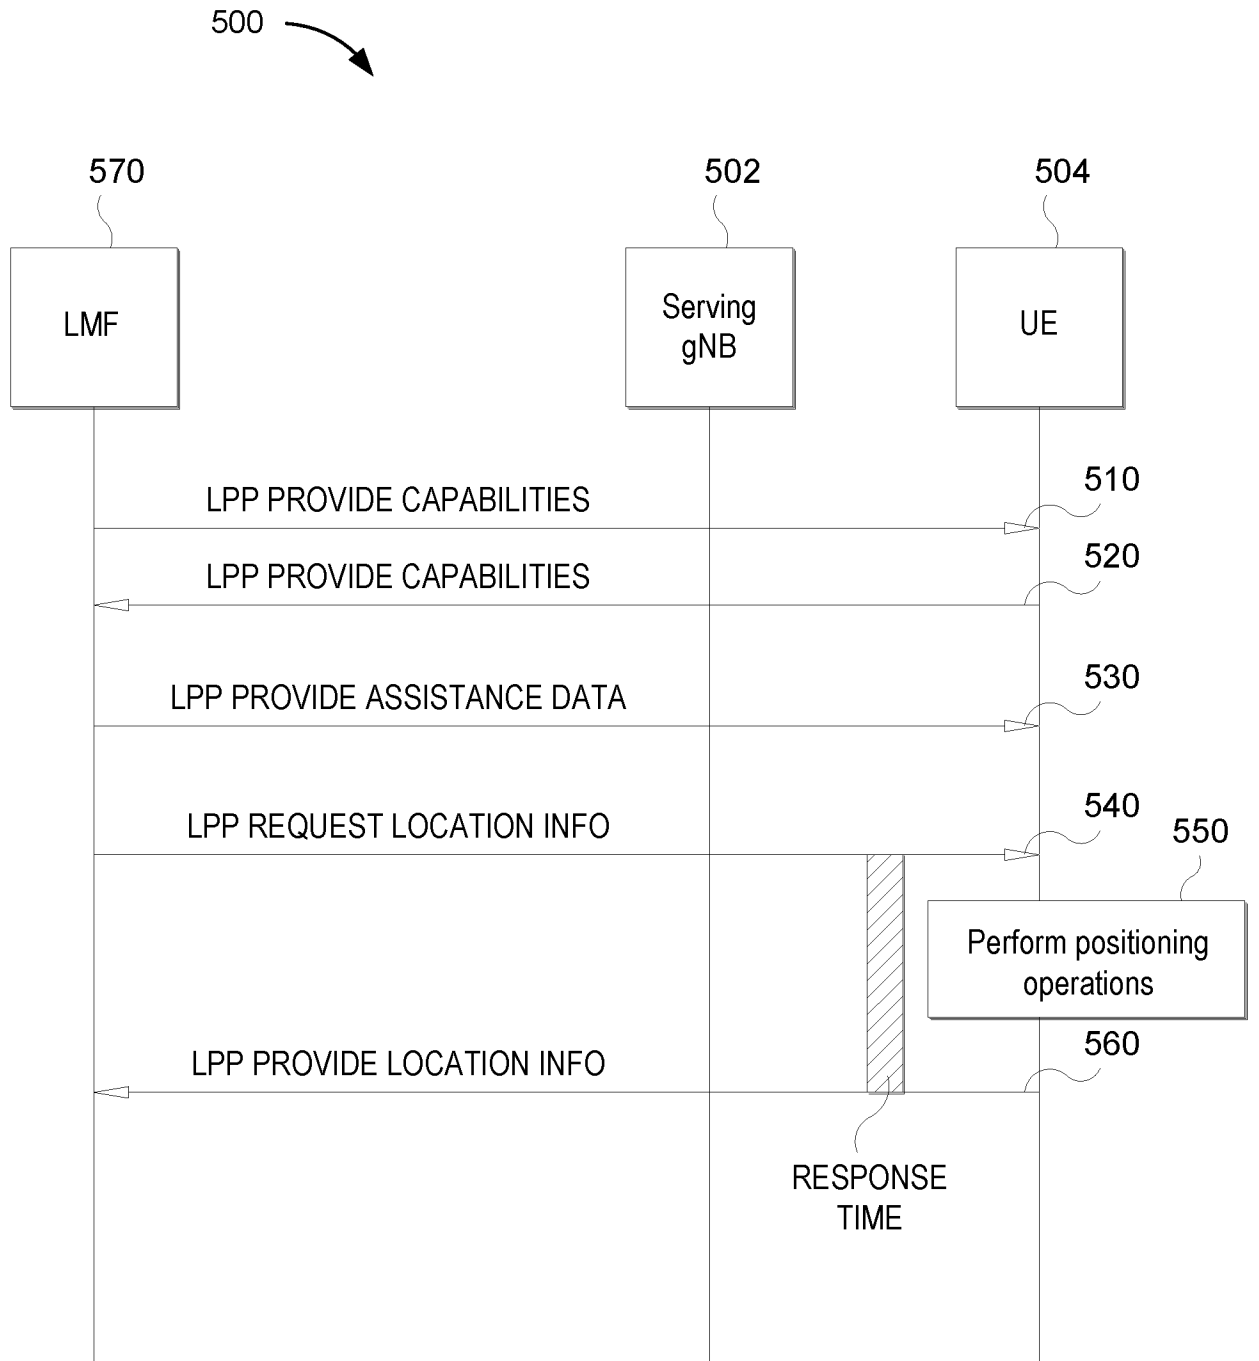 500
570
502
504
LMF
Serving
gNB
UE
LPP PROVIDE CAPABILITIES
510
LPP PROVIDE CAPABILITIES
520
LPP PROVIDE ASSISTANCE DATA
530
LPP REQUEST LOCATION INFO
540
550
Perform positioning
operations
LPP PROVIDE LOCATION INFO
560
RESPONSE
TIME